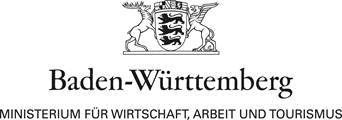 Baden-Württemberg
MINISTERIUM FÜR WIRTSCHAFT, ARBEIT UND TOURISMUS